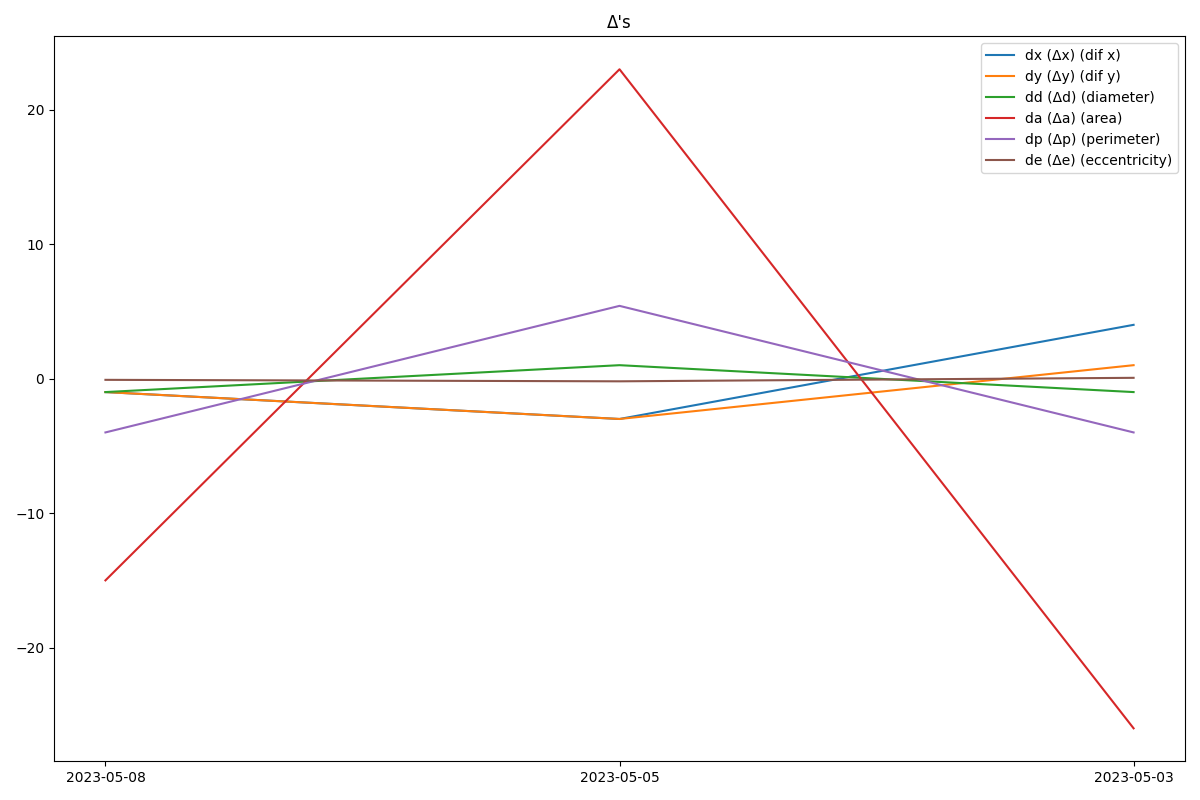 Δ's
dx (Δx) (dif x)
dy (Δy) (dif y)
dd (Δd) (diameter)
da (Δa) (area)
dp (Δp) (perimeter)
de (Δe) (eccentricity)
20
10
0
−10
−20
2023-05-08 2023-05-05 2023-05-03